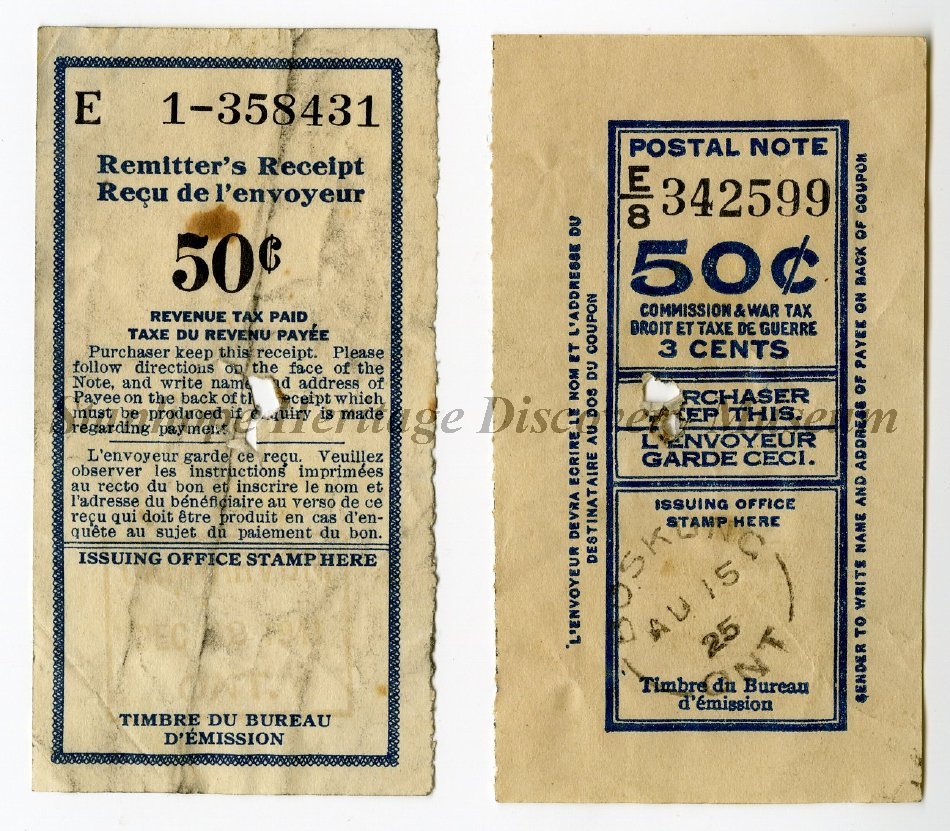 E 1-358431
Remitter's Receipt
Reçu de l'envoyeur
50¢
REVENUE TAX PAID
TAXE DU REVENU PAYÉE
Purchaser keep this receipt. Please
follow directions on the face of the
Note, and write name and address of
Payee on the back of the receipt which
must be produced if inquiry is made
regarding payment.
L'envoyeur garde ce reçu. Veuillez
observer les instructions imprimées
au recto du bon et inscrire le nom et
l'adresse du bénéficiaire au verso de ce
reçu qui doit être produit en cas d'en-
quête au sujet du paiement du bon.
ISSUING OFFICE STAMP HERE
TIMBRE DU BUREAU
D'ÉMISSION
POSTAL NOTE
E/8 342599
50¢
COMMISSION & WAR TAX
DROIT ET TAXE DE GUERRE
3 CENTS
PURCHASER
KEEP THIS.
L'ENVOYEUR
GARDE CECI.
ISSUING OFFICE
STAMP HERE
AU 15
25
ONT
Timbre du Bureau
d'émission
L'ENVOYEUR DEVRA ECRIRE LE NOM ET L'ADDRESSE DU
DESTINATAIRE AU DOS DU COUPON
SENDER TO WRITE NAME AND ADDRESS OF PAYEE ON BACK OF COUPON
Heritage Discovery Museum